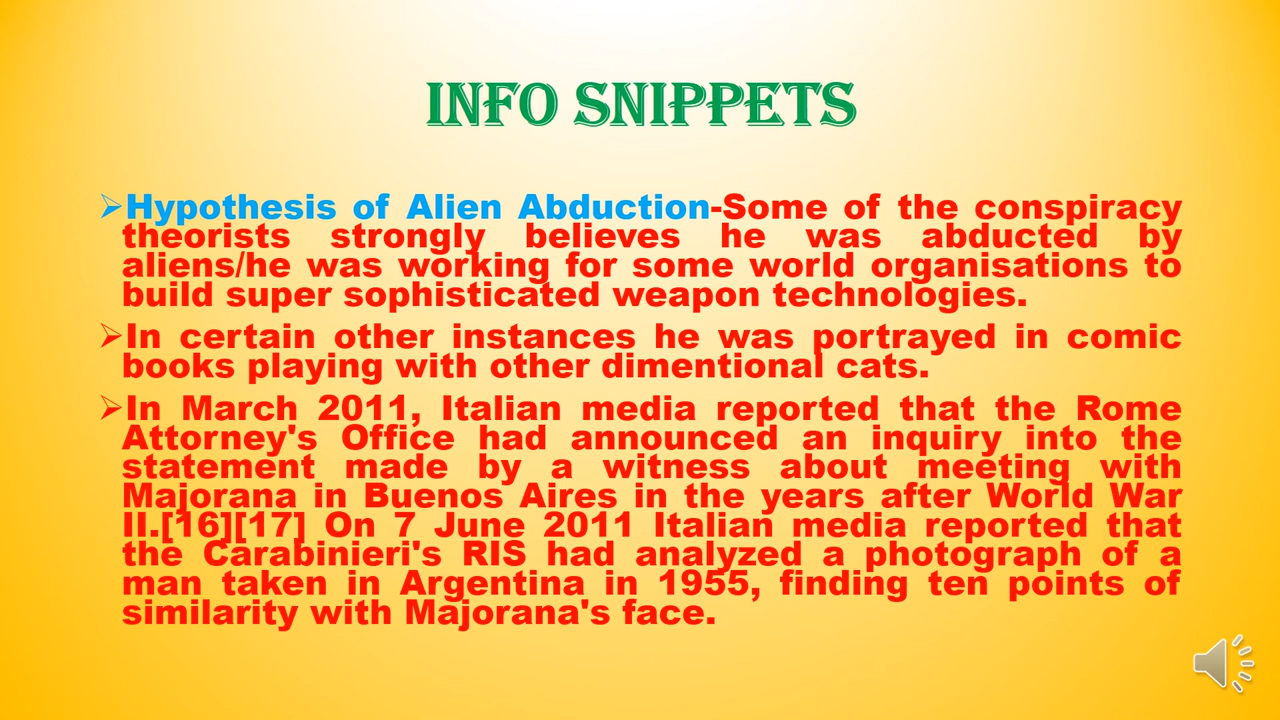 INFO SNIPPETS
➢Hypothesis of Alien Abduction-Some of the conspiracy
theorists strongly believes he was abducted by
aliens/he was working for some world organisations to
build super sophisticated weapon technologies.
➢In certain other instances he was portrayed in comic
books playing with other dimentional cats.
➢In March 2011, Italian media reported that the Rome
Attorney's Office had announced an inquiry into the
statement made by a witness about meeting with
Majorana in Buenos Aires in the years after World War
II.[16][17] On 7 June 2011 Italian media reported that
the Carabinieri's RIS had analyzed a photograph of a
man taken in Argentina in 1955, finding ten points of
similarity with Majorana's face.